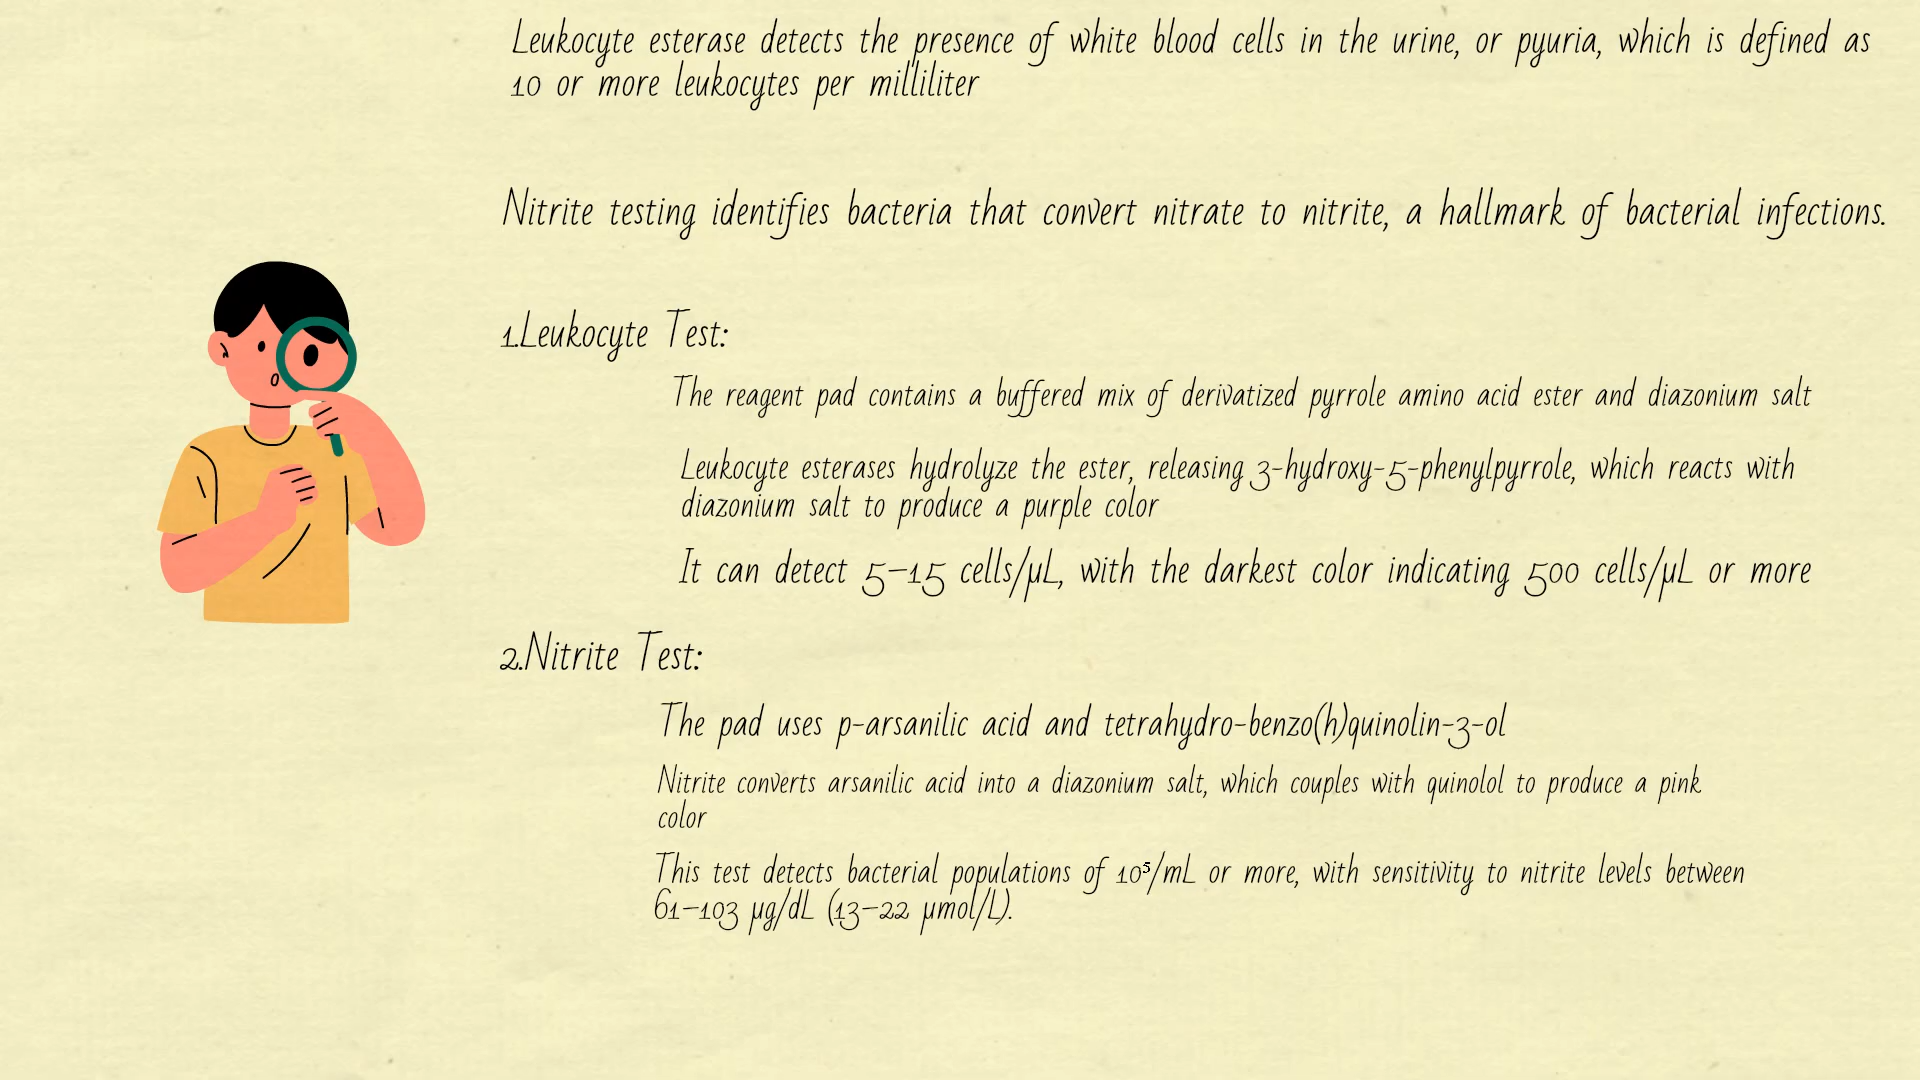 Leukocyte esterase detects the presence of white blood cells in the urine, or pyuria, which is defined as
10 or more leukocytes per milliliter
Nitrite testing identifies bacteria that convert nitrate to nitrite, a hallmark of bacterial infections.
1.Leukocyte Test:
The reagent pad contains a buffered mix of derivatized pyrrole amino acid ester and diazonium salt
Leukocyte esterases hydrolyze the ester, releasing 3-hydroxy-5-phenylpyrrole, which reacts with
diazonium salt to produce a purple color
It can detect 5–15 cells/µL, with the darkest color indicating 500 cells/µL or more
2.Nitrite Test:
The pad uses p-arsanilic acid and tetrahydro-benzo(h)quinolin-3-ol
Nitrite converts arsanilic acid into a diazonium salt, which couples with quinolol to produce a pink
color
This test detects bacterial populations of 10⁵/mL or more, with sensitivity to nitrite levels between
61–103 µg/dL (13–22 µmol/L).